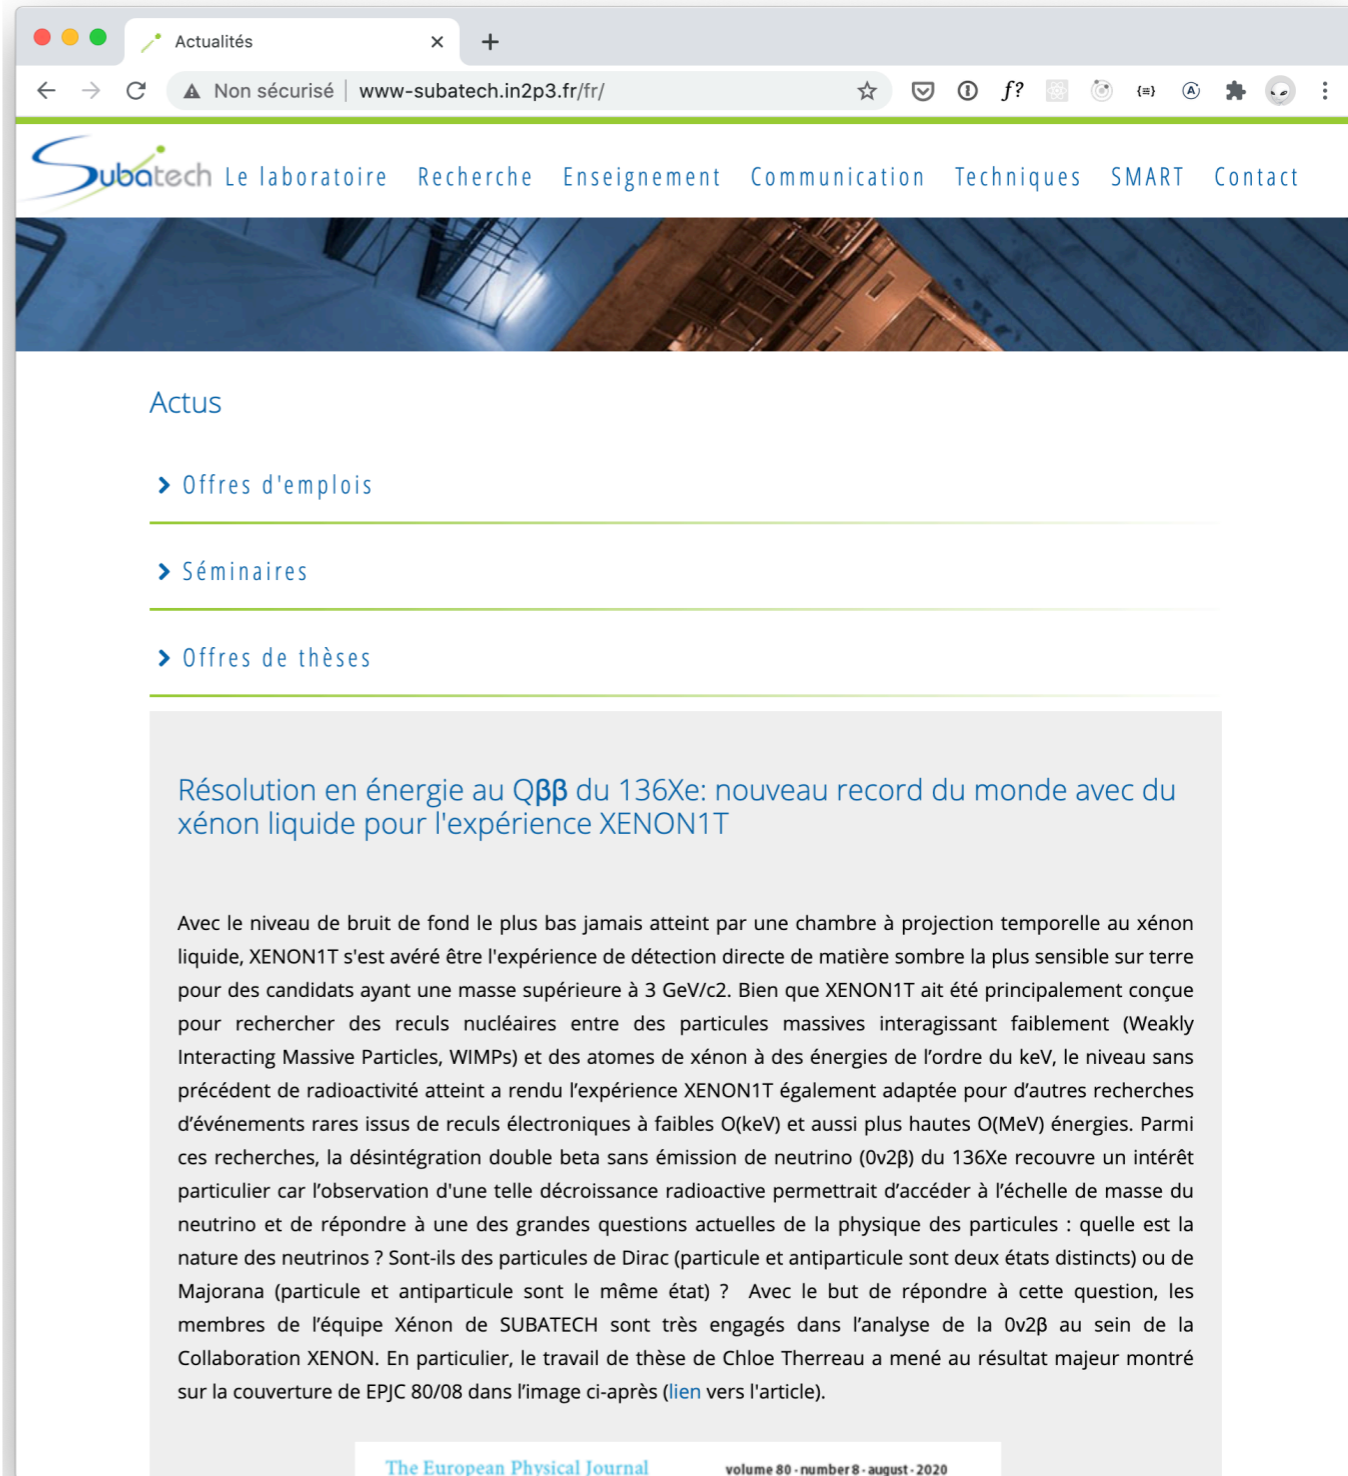 Actualités
Non sécurisé | www-subatech.in2p3.fr/fr/
f?
Subatech Le laboratoire Recherche Enseignement Communication Techniques SMART Contact
Actus
Offres d'emplois
Séminaires
Offres de thèses
Résolution en énergie au Qββ du 136Xe: nouveau record du monde avec du
xénon liquide pour l'expérience XENON1T
Avec le niveau de bruit de fond le plus bas jamais atteint par une chambre à projection temporelle au xénon
liquide, XENON1T s'est avéré être l'expérience de détection directe de matière sombre la plus sensible sur terre
pour des candidats ayant une masse supérieure à 3 GeV/c2. Bien que XENON1T ait été principalement conçue
pour rechercher des reculs nucléaires entre des particules massives interagissant faiblement (Weakly
Interacting Massive Particles, WIMPs) et des atomes de xénon à des énergies de l’ordre du keV, le niveau sans
précédent de radioactivité atteint a rendu l’expérience XENON1T également adaptée pour d’autres recherches
d’événements rares issus de reculs électroniques à faibles O(keV) et aussi plus hautes O(MeV) énergies. Parmi
ces recherches, la désintégration double beta sans émission de neutrino (0v2β) du 136Xe recouvre un intérêt
particulier car l’observation d'une telle décroissance radioactive permettrait d’accéder à l’échelle de masse du
neutrino et de répondre à une des grandes questions actuelles de la physique des particules : quelle est la
nature des neutrinos ? Sont-ils des particules de Dirac (particule et antiparticule sont deux états distincts) ou de
Majorana (particule et antiparticule sont le même état) ? Avec le but de répondre à cette question, les
membres de l’équipe Xénon de SUBATECH sont très engagés dans l’analyse de la 0v2β au sein de la
Collaboration XENON. En particulier, le travail de thèse de Chloe Therreau a mené au résultat majeur montré
sur la couverture de EPJC 80/08 dans l’image ci-après (lien vers l'article).
The European Physical Journal volume 80 · number 8 · august · 2020